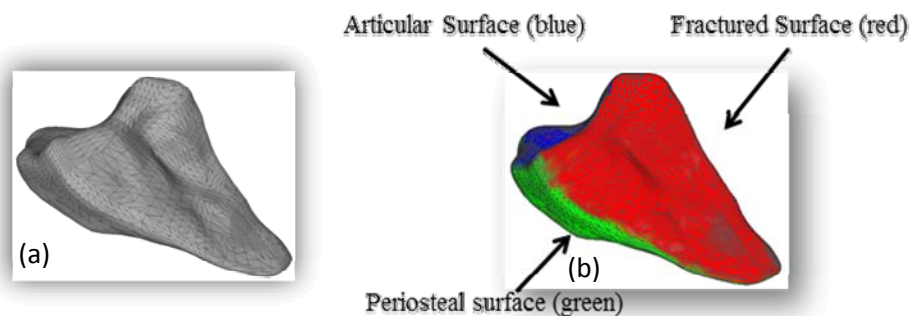 Articular Surface (blue)
Fractured Surface (red)
(a)
(b)
Periosteal surface (green)